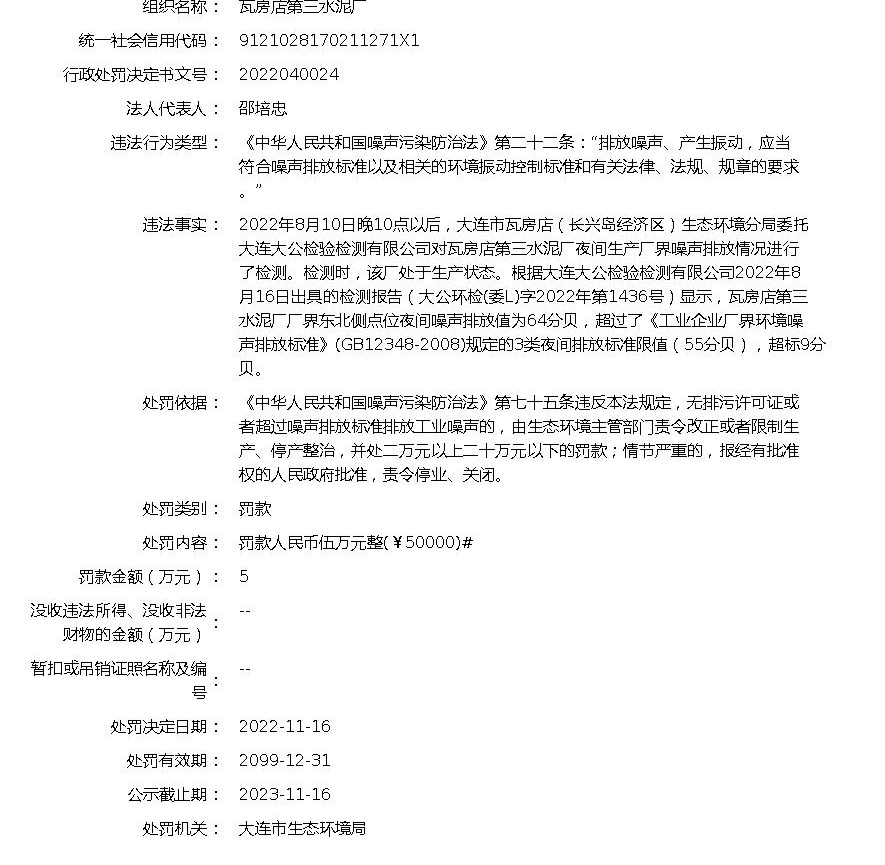 组织名称： 瓦房店第三水泥厂
统一社会信用代码： 9121028170211271X1
行政处罚决定书文号： 2022040024
法人代表人： 邵培忠
违法行为类型： 《中华人民共和国噪声污染防治法》第二十二条：“排放噪声、产生振动，应当
符合噪声排放标准以及相关的环境振动控制标准和有关法律、法规、规章的要求
。”
违法事实： 2022年8月10日晚10点以后，大连市瓦房店（长兴岛经济区）生态环境分局委托
大连大公检验检测有限公司对瓦房店第三水泥厂夜间生产厂界噪声排放情况进行
了检测。检测时，该厂处于生产状态。根据大连大公检验检测有限公司2022年8
月16日出具的检测报告（大公环检(委L)字2022年第1436号）显示，瓦房店第三
水泥厂厂界东北侧点位夜间噪声排放值为64分贝，超过了《工业企业厂界环境噪
声排放标准》(GB12348-2008)规定的3类夜间排放标准限值（55分贝），超标9分
贝。
处罚依据： 《中华人民共和国噪声污染防治法》第七十五条违反本法规定，无排污许可证或
者超过噪声排放标准排放工业噪声的，由生态环境主管部门责令改正或者限制生
产、停产整治，并处二万元以上二十万元以下的罚款；情节严重的，报经有批准
权的人民政府批准，责令停业、关闭。
处罚类别： 罚款
处罚内容： 罚款人民币伍万元整(￥50000)#
罚款金额（万元）： 5
没收违法所得、没收非法
财物的金额（万元）： --
暂扣或吊销证照名称及编
号： --
处罚决定日期： 2022-11-16
处罚有效期： 2099-12-31
公示截止期： 2023-11-16
处罚机关： 大连市生态环境局